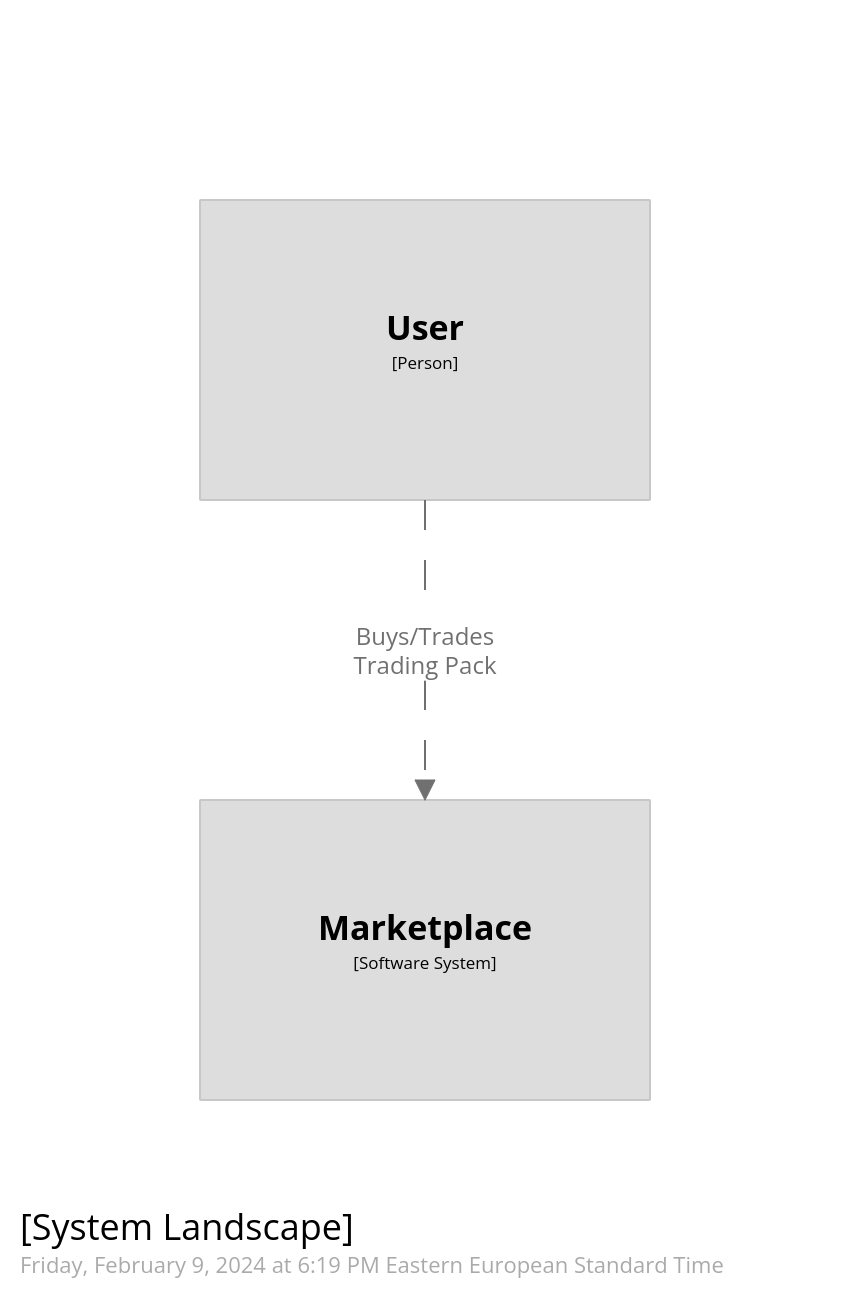 User
[Person]
Buys/Trades
Trading Pack
Marketplace
[Software System]
[System Landscape]
Friday, February 9, 2024 at 6:19 PM Eastern European Standard Time